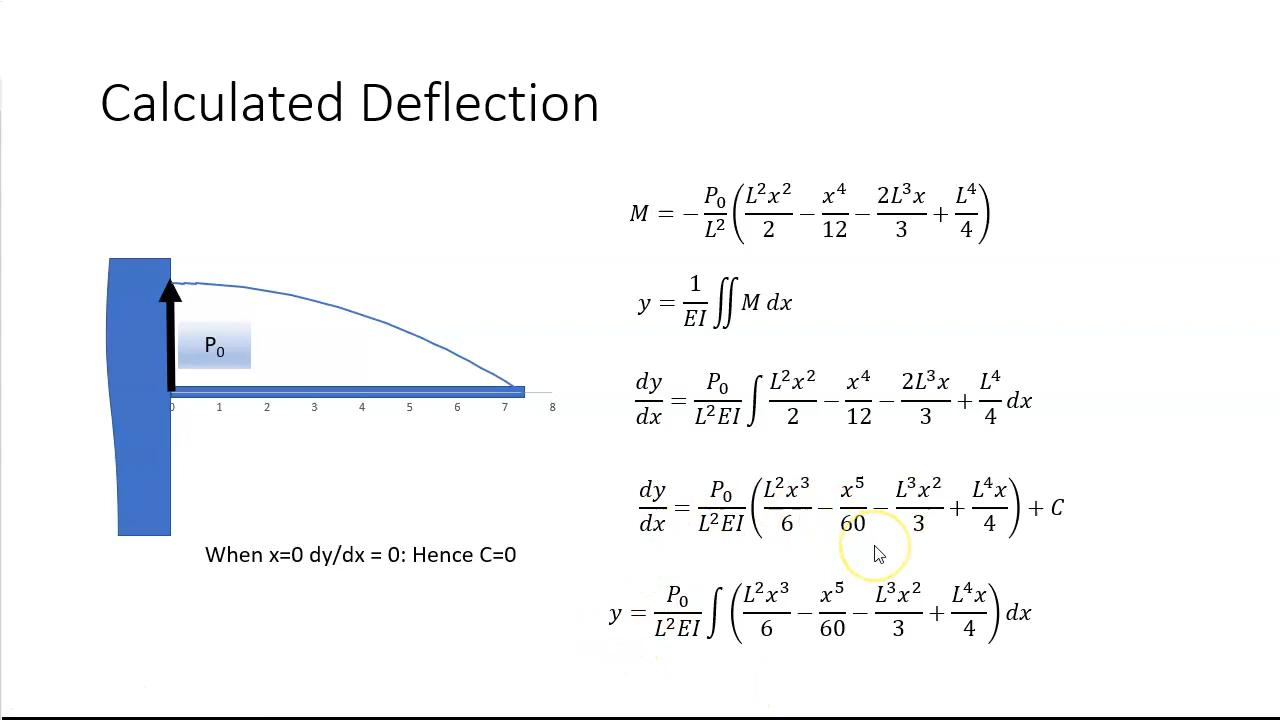 Calculated Deflection
M = −P₀/L² (L²x²/2 − x⁴/12 − 2L³x/3 + L⁴/4)
y = 1/EI ∬ M dx
P₀
0 1 2 3 4 5 6 7 8
dy/dx = P₀/L²EI ∫ L²x²/2 − x⁴/12 − 2L³x/3 + L⁴/4 dx
dy/dx = P₀/L²EI (L²x³/6 − x⁵/60 − L³x²/3 + L⁴x/4) + C
When x=0 dy/dx = 0: Hence C=0
y = P₀/L²EI ∫ (L²x³/6 − x⁵/60 − L³x²/3 + L⁴x/4) dx